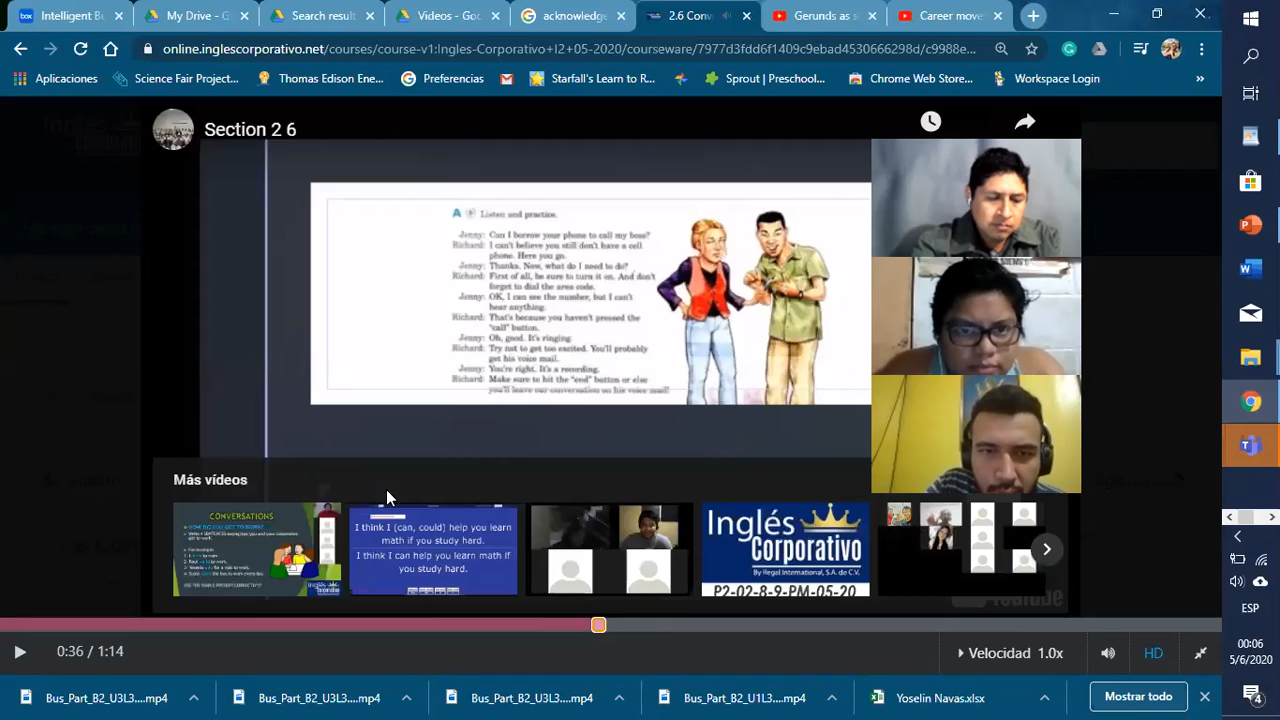 Intelligent Bu
My Drive - Goo
Search result
Videos - Goo
acknowledge
2.6 Conv
Gerunds as s
Career move
online.inglescorporativo.net/courses/course-v1:Ingles-Corporativo+I2+05-2020/courseware/7977d3fdd6f1409c9ebad4530666298d/c9988e...
Aplicaciones
Science Fair Projec...
Thomas Edison Ene...
Preferencias
Starfall's Learn to R...
Sprout | Preschool...
Chrome Web Store...
Workspace Login
Section 2 6
A Listen and practice.
Jenny: Can I borrow your phone to call my boss?
Richard: I can't believe you still don't have a cell
phone. Here you go.
Jenny: Thanks. Now, what do I need to do?
Richard: First of all, be sure to turn it on. And don't
forget to dial the area code.
Jenny: OK, I can see the number, but I can't
hear anything.
Richard: That's because you haven't pressed the
"call" button.
Jenny: Oh, good. It's ringing
Richard: Try not to get too excited. You'll probably
get his voice mail.
Jenny: You're right. It's a recording.
Richard: Make sure to hit the "end" button or else
you'll leave our conversation on his voice mail!
Más vídeos
CONVERSATIONS
I think I (can, could) help you learn
math if you study hard.
I think I can help you learn math if
you study hard.
Inglés
Corporativo
By Regal International, S.A. de C.V.
P2-02-8-9-PM-05-20
YouTube
0:36 / 1:14
Velocidad 1.0x
HD
Bus_Part_B2_U3L3....mp4
Bus_Part_B2_U3L3....mp4
Bus_Part_B2_U3L3....mp4
Bus_Part_B2_U1L3....mp4
Yoselin Navas.xlsx
Mostrar todo
ESP
00:06
5/6/2020
4